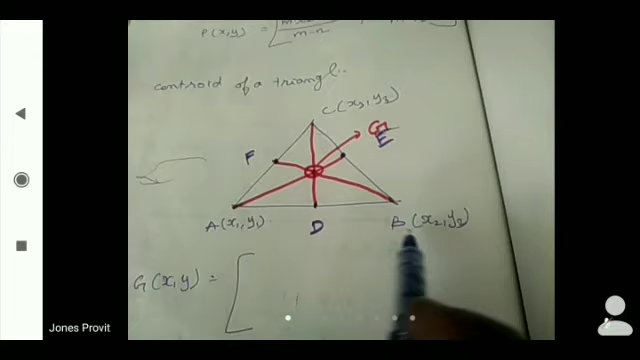 P(x,y) =
m-n
centroid of a triangle.
C(x3,y3)
G
E
F
A(x1,y1)
D
B(x2,y2)
G(x,y) = [
Jones Provit